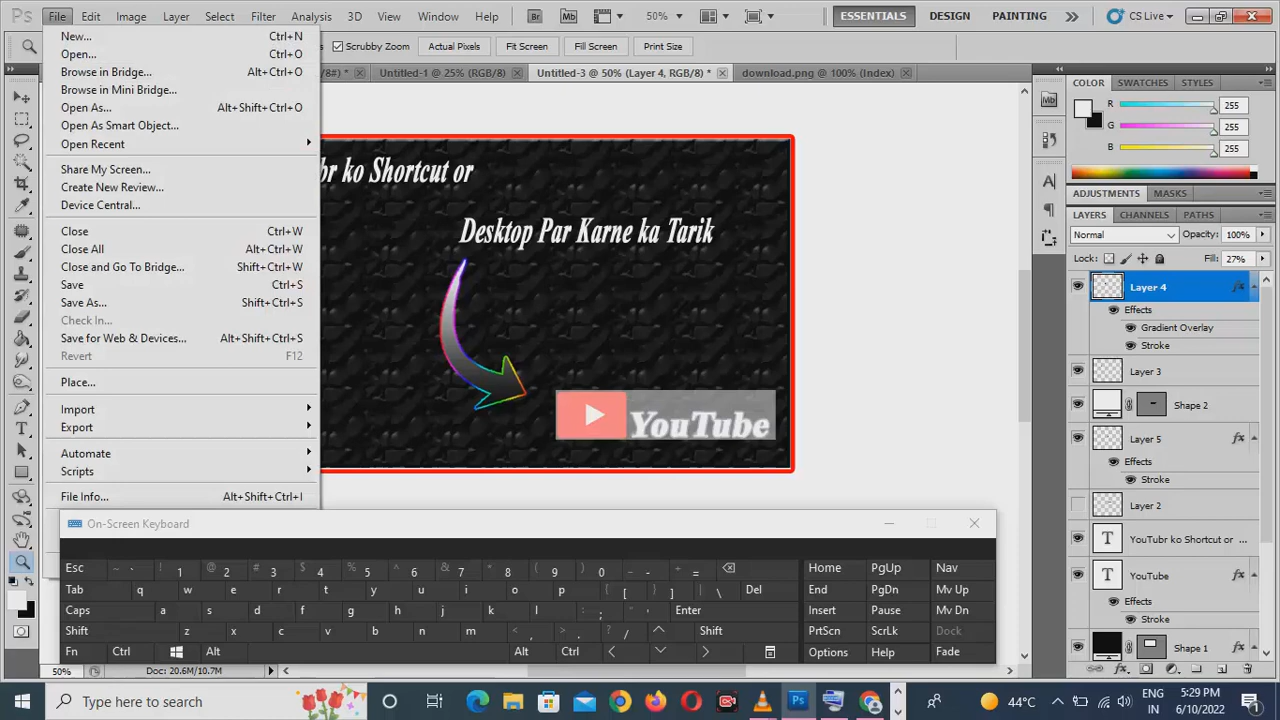 Ps File Edit Image Layer Select Filter Analysis 3D View Window Help Br Mb 50% ESSENTIALS DESIGN PAINTING CS Live
Scrubby Zoom Actual Pixels Fit Screen Fill Screen Print Size
/8#) * Untitled-1 @ 25% (RGB/8) Untitled-3 @ 50% (Layer 4, RGB/8) * download.png @ 100% (Index)
New... Ctrl+N
Open... Ctrl+O
Browse in Bridge... Alt+Ctrl+O
Browse in Mini Bridge...
Open As... Alt+Shift+Ctrl+O
Open As Smart Object...
Open Recent
Share My Screen...
Create New Review...
Device Central...
Close Ctrl+W
Close All Alt+Ctrl+W
Close and Go To Bridge... Shift+Ctrl+W
Save Ctrl+S
Save As... Shift+Ctrl+S
Check In...
Save for Web & Devices... Alt+Shift+Ctrl+S
Revert F12
Place...
Import
Export
Automate
Scripts
File Info... Alt+Shift+Ctrl+I
br ko Shortcut or
Desktop Par Karne ka Tarik
YouTube
COLOR SWATCHES STYLES
R 255
G 255
B 255
ADJUSTMENTS MASKS
LAYERS CHANNELS PATHS
Normal Opacity: 100%
Lock: Fill: 27%
Layer 4 fx
Effects
Gradient Overlay
Stroke
Layer 3
Shape 2
Layer 5 fx
Effects
Stroke
Layer 2
T YouTubr ko Shortcut or ...
T YouTube fx
Effects
Stroke
Shape 1 fx
On-Screen Keyboard
Esc ~ ` ! 1 @ 2 # 3 $ 4 % 5 ^ 6 & 7 * 8 ( 9 ) 0 _ - + = Home PgUp Nav
Tab q w e r t y u i o p { [ } ] | \ Del End PgDn Mv Up
Caps a s d f g h j k l : ; " ' Enter Insert Pause Mv Dn
Shift z x c v b n m < , > . ? / Shift PrtScn ScrLk Dock
Fn Ctrl Alt Alt Ctrl Options Help Fade
50% Doc: 20.6M/10.7M
Type here to search Ps 44°C ENG IN 5:29 PM 6/10/2022